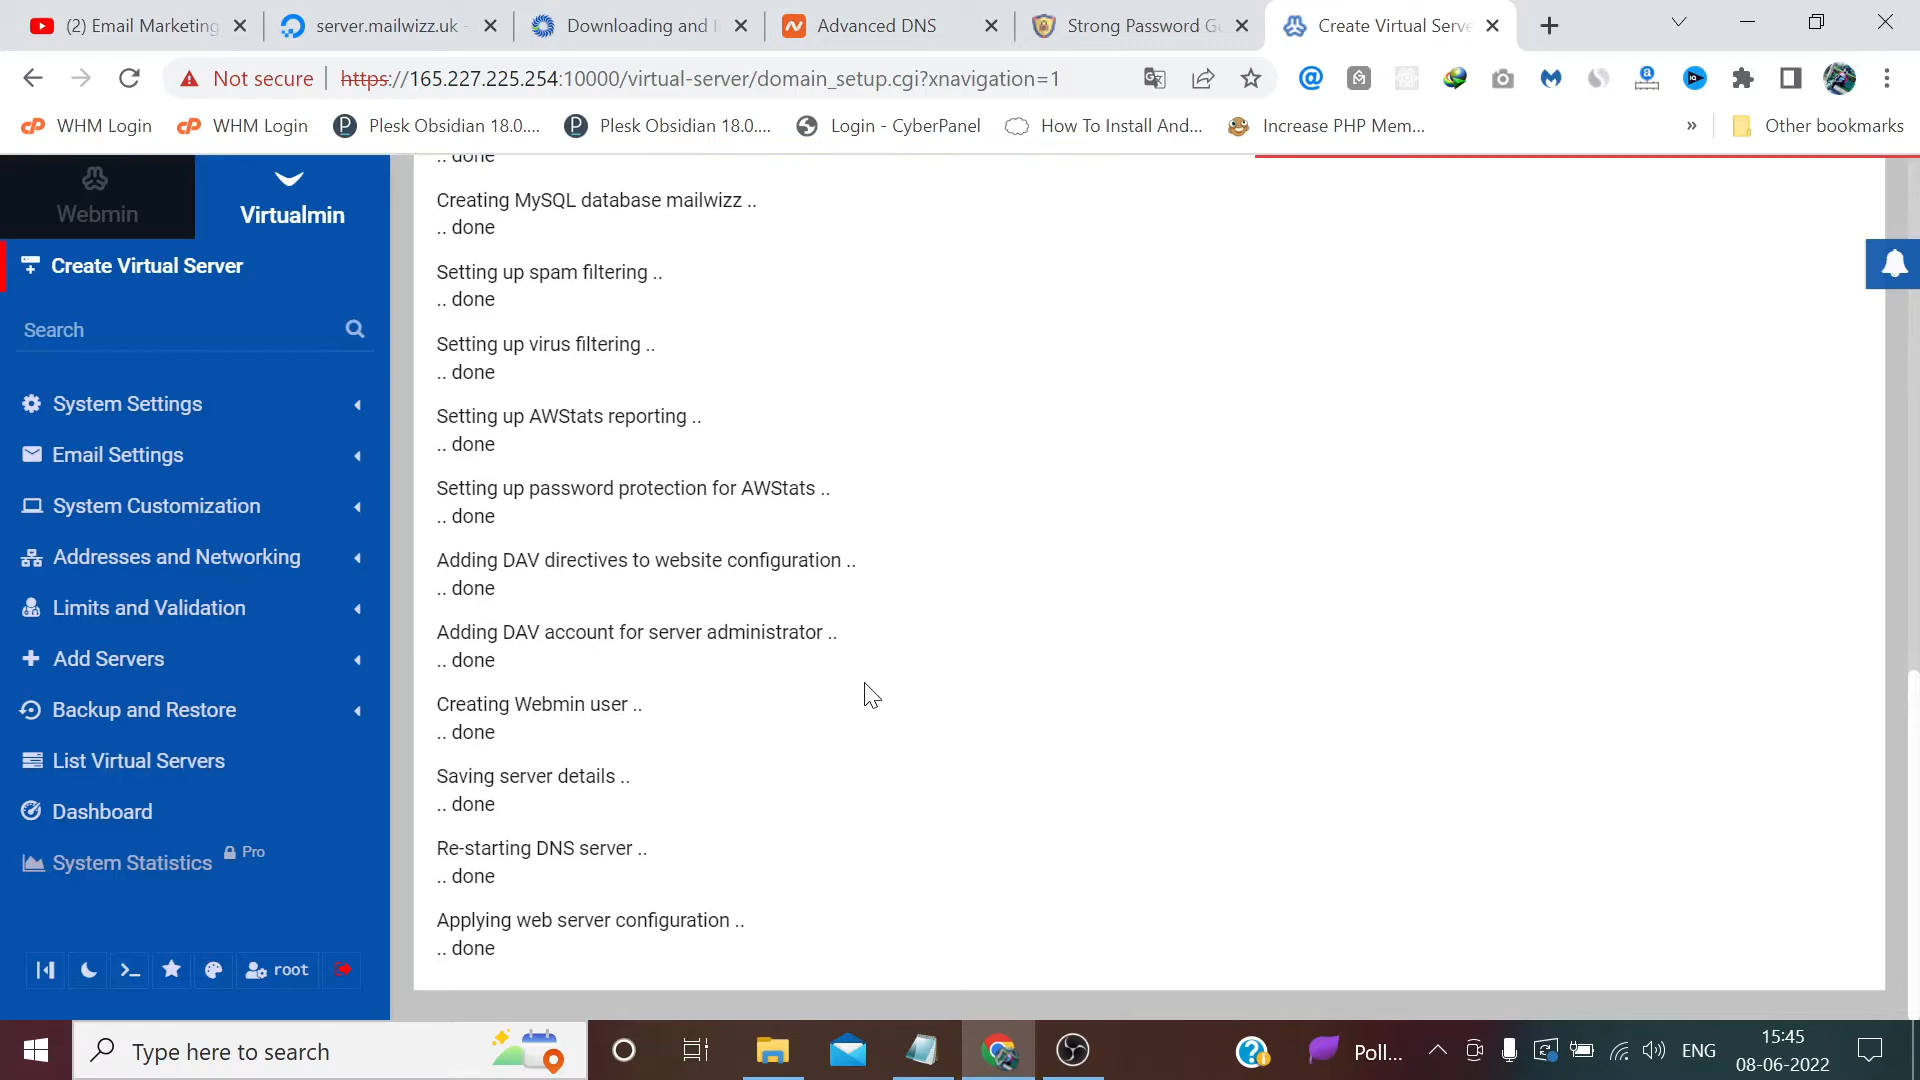 (2) Email Marketing
server.mailwizz.uk -
Downloading and I
Advanced DNS
Strong Password Ge
Create Virtual Serve
Not secure
https://165.227.225.254:10000/virtual-server/domain_setup.cgi?xnavigation=1
WHM Login
WHM Login
Plesk Obsidian 18.0....
Plesk Obsidian 18.0....
Login - CyberPanel
How To Install And...
Increase PHP Mem...
»
Other bookmarks
Webmin
Virtualmin
Create Virtual Server
Search
System Settings
Email Settings
System Customization
Addresses and Networking
Limits and Validation
Add Servers
Backup and Restore
List Virtual Servers
Dashboard
System Statistics
Pro
root
.. done
Creating MySQL database mailwizz ..
.. done
Setting up spam filtering ..
.. done
Setting up virus filtering ..
.. done
Setting up AWStats reporting ..
.. done
Setting up password protection for AWStats ..
.. done
Adding DAV directives to website configuration ..
.. done
Adding DAV account for server administrator ..
.. done
Creating Webmin user ..
.. done
Saving server details ..
.. done
Re-starting DNS server ..
.. done
Applying web server configuration ..
.. done
Type here to search
Poll...
ENG
15:45
08-06-2022